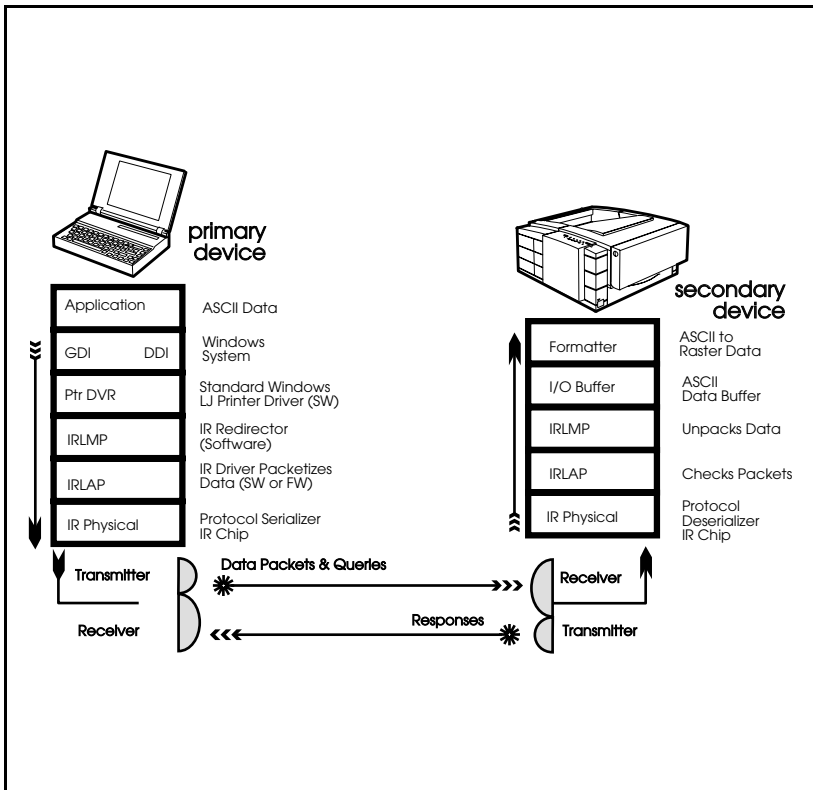 primary
device
Application
ASCII Data
GDI DDI
Windows
System
Ptr DVR
Standard Windows
LJ Printer Driver (SW)
IRLMP
IR Redirector
(Software)
IRLAP
IR Driver Packetizes
Data (SW or FW)
IR Physical
Protocol Serializer
IR Chip
secondary
device
Formatter
ASCII to
Raster Data
I/O Buffer
ASCII
Data Buffer
IRLMP
Unpacks Data
IRLAP
Checks Packets
IR Physical
Protocol
Deserializer
IR Chip
Transmitter
Data Packets & Queries
Receiver
Receiver
Responses
Transmitter